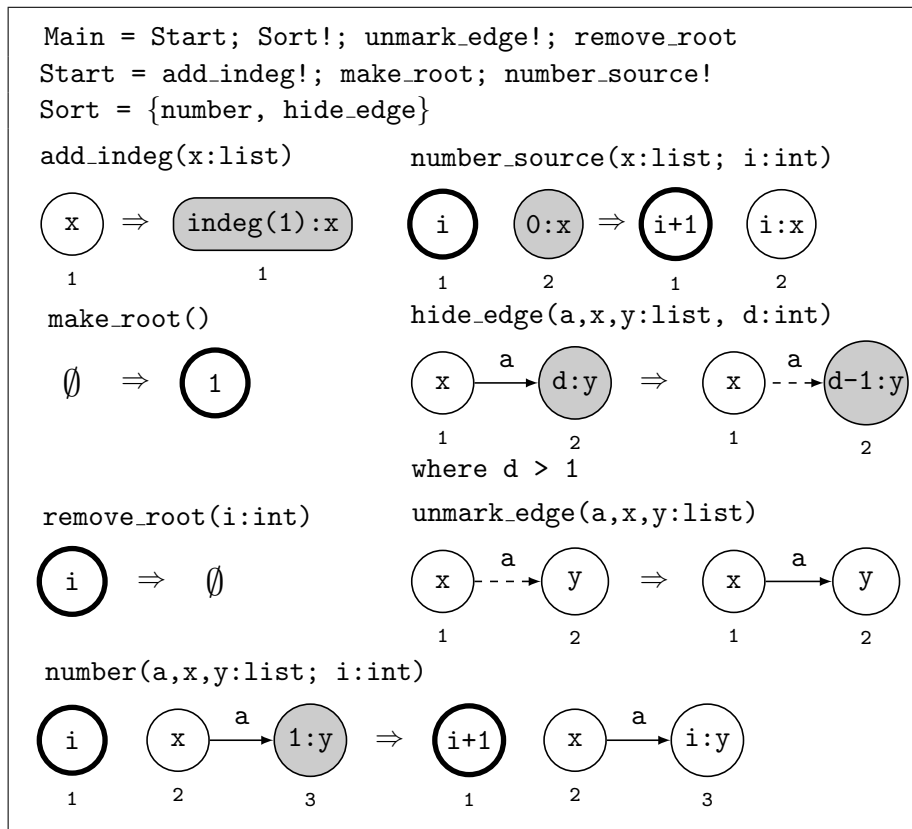 Main = Start; Sort!; unmark_edge!; remove_root
Start = add_indeg!; make_root; number_source!
Sort = {number, hide_edge}
add_indeg(x:list)
x ⇒ indeg(1):x
1 1
number_source(x:list; i:int)
i 0:x ⇒ i+1 i:x
1 2 1 2
make_root()
∅ ⇒ 1
hide_edge(a,x,y:list, d:int)
a a
x d:y ⇒ x d-1:y
1 2 1 2
where d > 1
remove_root(i:int)
i ⇒ ∅
unmark_edge(a,x,y:list)
a a
x y ⇒ x y
1 2 1 2
number(a,x,y:list; i:int)
a a
i x 1:y ⇒ i+1 x i:y
1 2 3 1 2 3